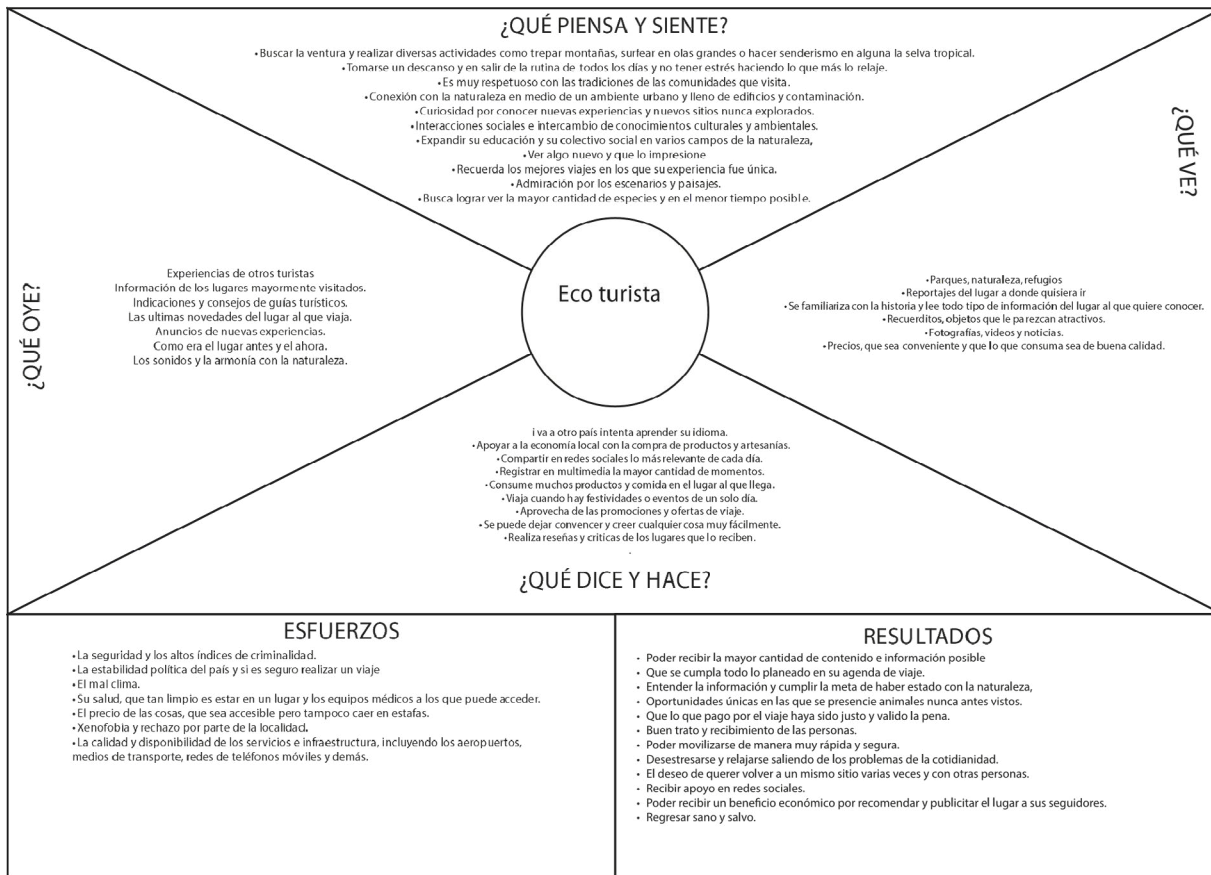 ¿QUÉ PIENSA Y SIENTE?
•Buscar la ventura y realizar diversas actividades como trepar montañas, surfear en olas grandes o hacer senderismo en alguna la selva tropical.
•Tomarse un descanso y en salir de la rutina de todos los días y no tener estrés haciendo lo que más lo relaje.
•Es muy respetuoso con las tradiciones de las comunidades que visita.
•Conexión con la naturaleza en medio de un ambiente urbano y lleno de edificios y contaminación.
•Curiosidad por conocer nuevas experiencias y nuevos sitios nunca explorados.
•Interacciones sociales e intercambio de conocimientos culturales y ambientales.
•Expandir su educación y su colectivo social en varios campos de la naturaleza,
•Ver algo nuevo y que lo impresione
•Recuerda los mejores viajes en los que su experiencia fue única.
•Admiración por los escenarios y paisajes.
•Busca lograr ver la mayor cantidad de especies y en el menor tiempo posible.
¿QUÉ OYE?
Experiencias de otros turistas
Información de los lugares mayormente visitados.
Indicaciones y consejos de guías turísticos.
Las ultimas novedades del lugar al que viaja.
Anuncios de nuevas experiencias.
Como era el lugar antes y el ahora.
Los sonidos y la armonía con la naturaleza.
Eco turista
¿QUÉ VE?
•Parques, naturaleza, refugios
•Reportajes del lugar a donde quisiera ir
•Se familiariza con la historia y lee todo tipo de información del lugar al que quiere conocer.
•Recuerditos, objetos que le parezcan atractivos.
•Fotografías, videos y noticias.
•Precios, que sea conveniente y que lo que consuma sea de buena calidad.
i va a otro país intenta aprender su idioma.
•Apoyar a la economía local con la compra de productos y artesanías.
•Compartir en redes sociales lo más relevante de cada día.
•Registrar en multimedia la mayor cantidad de momentos.
•Consume muchos productos y comida en el lugar al que llega.
•Viaja cuando hay festividades o eventos de un solo día.
•Aprovecha de las promociones y ofertas de viaje.
•Se puede dejar convencer y creer cualquier cosa muy fácilmente.
•Realiza reseñas y críticas de los lugares que lo reciben.
.
¿QUÉ DICE Y HACE?
ESFUERZOS
•La seguridad y los altos índices de criminalidad.
•La estabilidad política del país y si es seguro realizar un viaje
•El mal clima.
•Su salud, que tan limpio es estar en un lugar y los equipos médicos a los que puede acceder.
•El precio de las cosas, que sea accesible pero tampoco caer en estafas.
•Xenofobia y rechazo por parte de la localidad.
•La calidad y disponibilidad de los servicios e infraestructura, incluyendo los aeropuertos,
medios de transporte, redes de teléfonos móviles y demás.
RESULTADOS
• Poder recibir la mayor cantidad de contenido e información posible
• Que se cumpla todo lo planeado en su agenda de viaje.
• Entender la información y cumplir la meta de haber estado con la naturaleza,
• Oportunidades únicas en las que se presencie animales nunca antes vistos.
• Que lo que pago por el viaje haya sido justo y valido la pena.
• Buen trato y recibimiento de las personas.
• Poder movilizarse de manera muy rápida y segura.
• Desestresarse y relajarse saliendo de los problemas de la cotidianidad.
• El deseo de querer volver a un mismo sitio varias veces y con otras personas.
• Recibir apoyo en redes sociales.
• Poder recibir un beneficio económico por recomendar y publicitar el lugar a sus seguidores.
• Regresar sano y salvo.